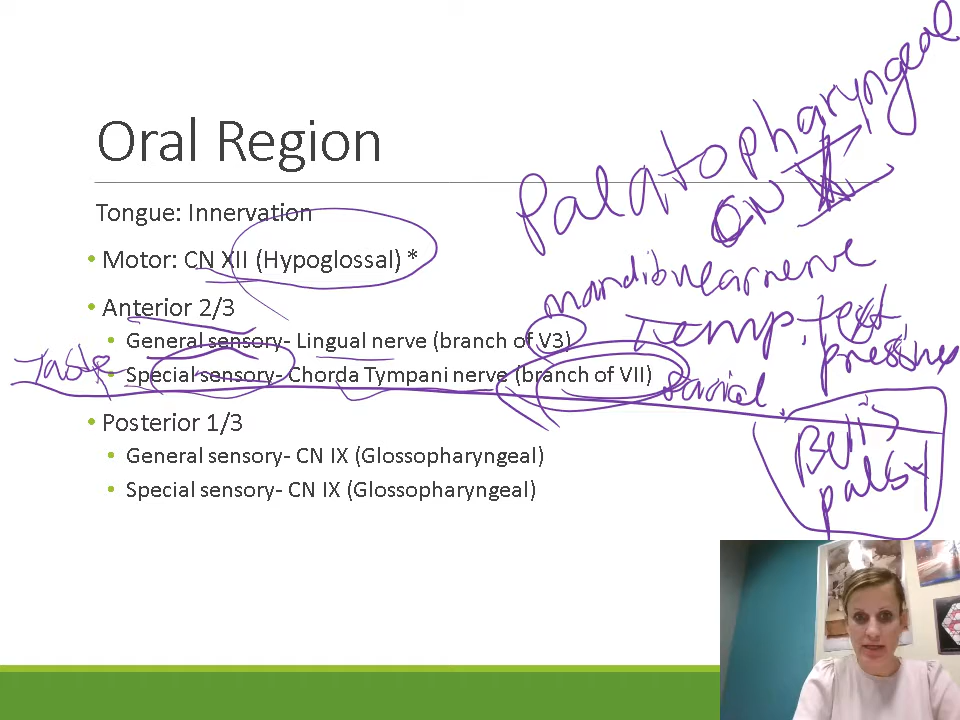 Oral Region
Palatopharyngeal
CN X
Tongue: Innervation
• Motor: CN XII (Hypoglossal) *
mandibular nerve
• Anterior 2/3
Temp, text,
• General sensory- Lingual nerve (branch of V3)
pressures
Taste
• Special sensory- Chorda Tympani nerve (branch of VII)
• Posterior 1/3
Bell's
palsy
• General sensory- CN IX (Glossopharyngeal)
• Special sensory- CN IX (Glossopharyngeal)